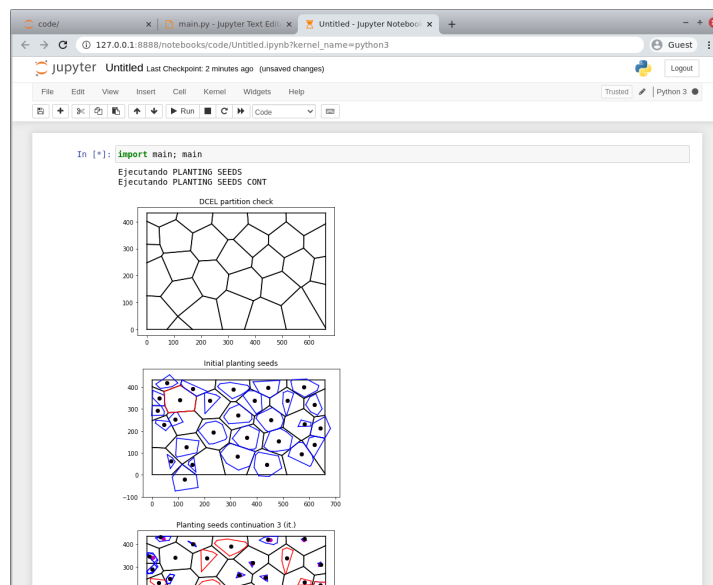 code/ × main.py - Jupyter Text Edit × Untitled - Jupyter Notebook × +
127.0.0.1:8888/notebooks/code/Untitled.ipynb?kernel_name=python3 Guest
jupyter Untitled Last Checkpoint: 2 minutes ago (unsaved changes) Logout
File Edit View Insert Cell Kernel Widgets Help Trusted Python 3
Run Code
In [*]: import main; main
Ejecutando PLANTING SEEDS
Ejecutando PLANTING SEEDS CONT
DCEL partition check
400
300
200
100
0
0 100 200 300 400 500 600
Initial planting seeds
400
300
200
100
0
−100
0 100 200 300 400 500 600 700
Planting seeds continuation 3 (it.)
400
300